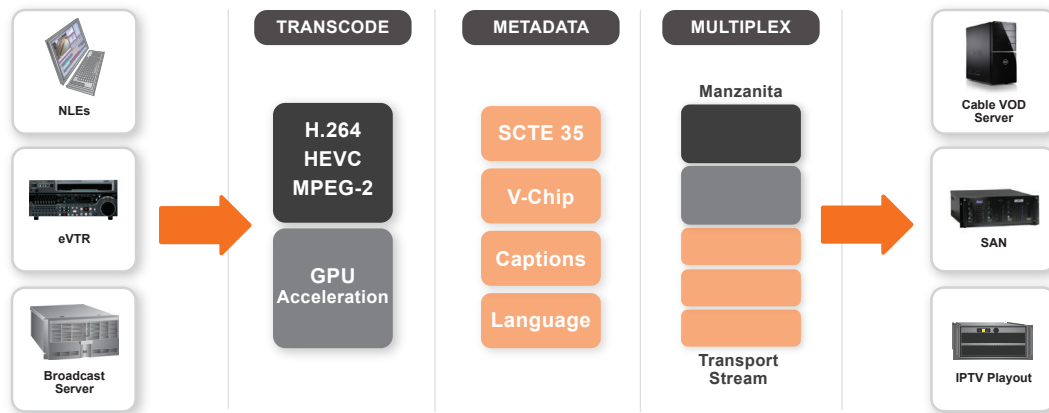 NLEs
eVTR
Broadcast
Server
TRANSCODE
H.264
HEVC
MPEG-2
GPU
Acceleration
METADATA
SCTE 35
V-Chip
Captions
Language
MULTIPLEX
Manzanita
Transport
Stream
Cable VOD
Server
SAN
IPTV Playout